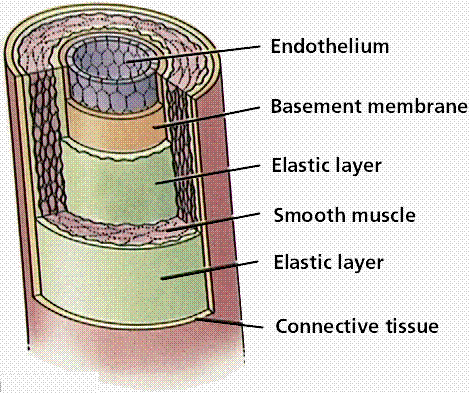 Endothelium
Basement membrane
Elastic layer
Smooth muscle
Elastic layer
Connective tissue